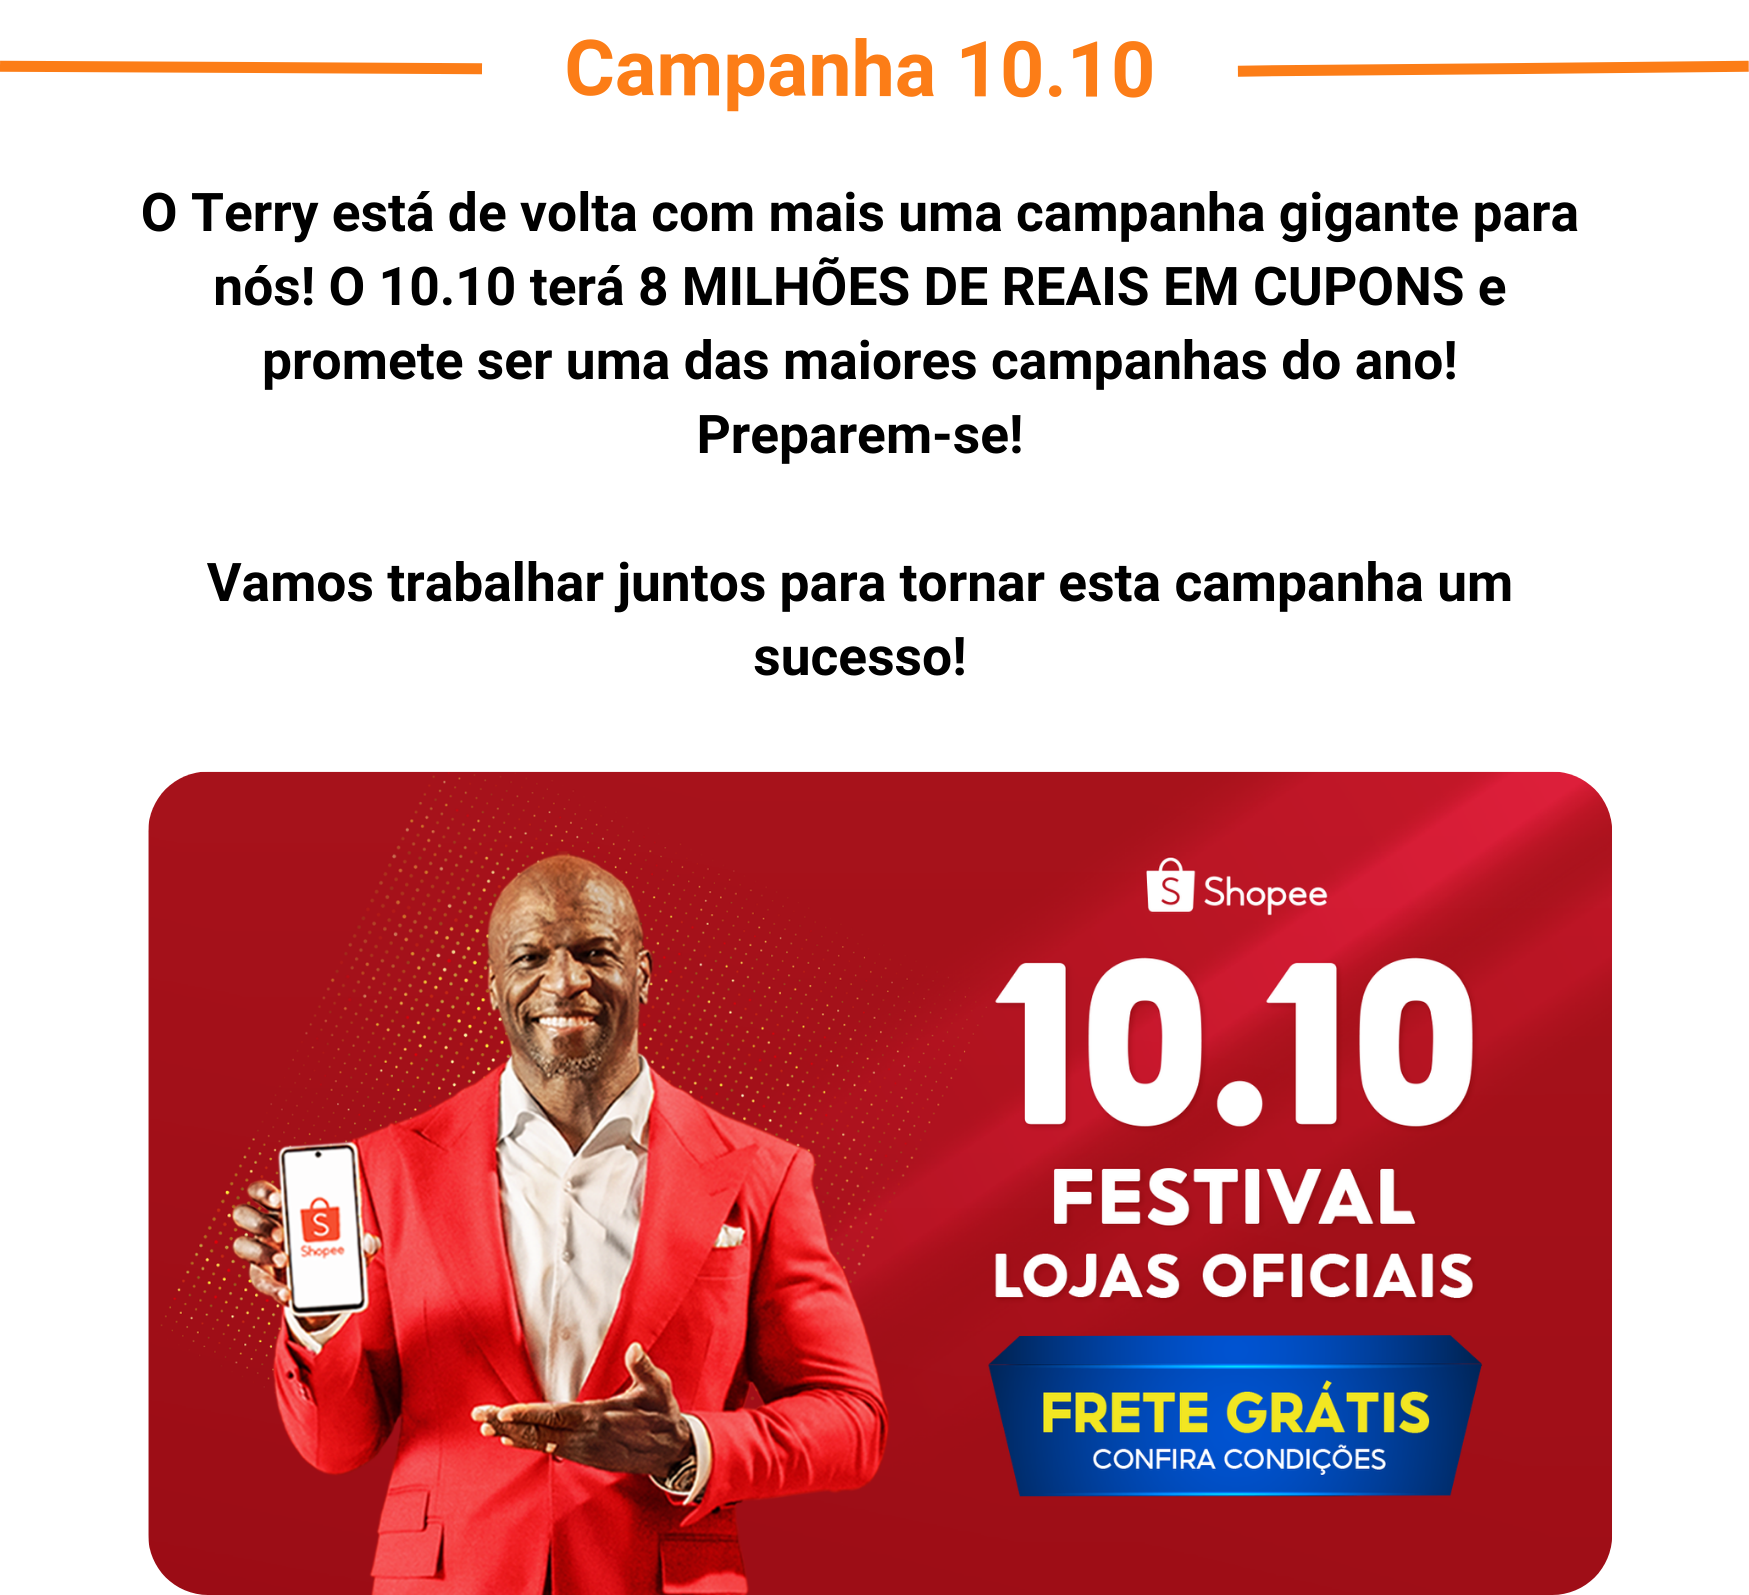 Campanha 10.10
O Terry está de volta com mais uma campanha gigante para
nós! O 10.10 terá 8 MILHÕES DE REAIS EM CUPONS e
promete ser uma das maiores campanhas do ano!
Preparem-se!
Vamos trabalhar juntos para tornar esta campanha um
sucesso!
S Shopee
10.10
FESTIVAL
LOJAS OFICIAIS
FRETE GRÁTIS
CONFIRA CONDIÇÕES
S
Shopee